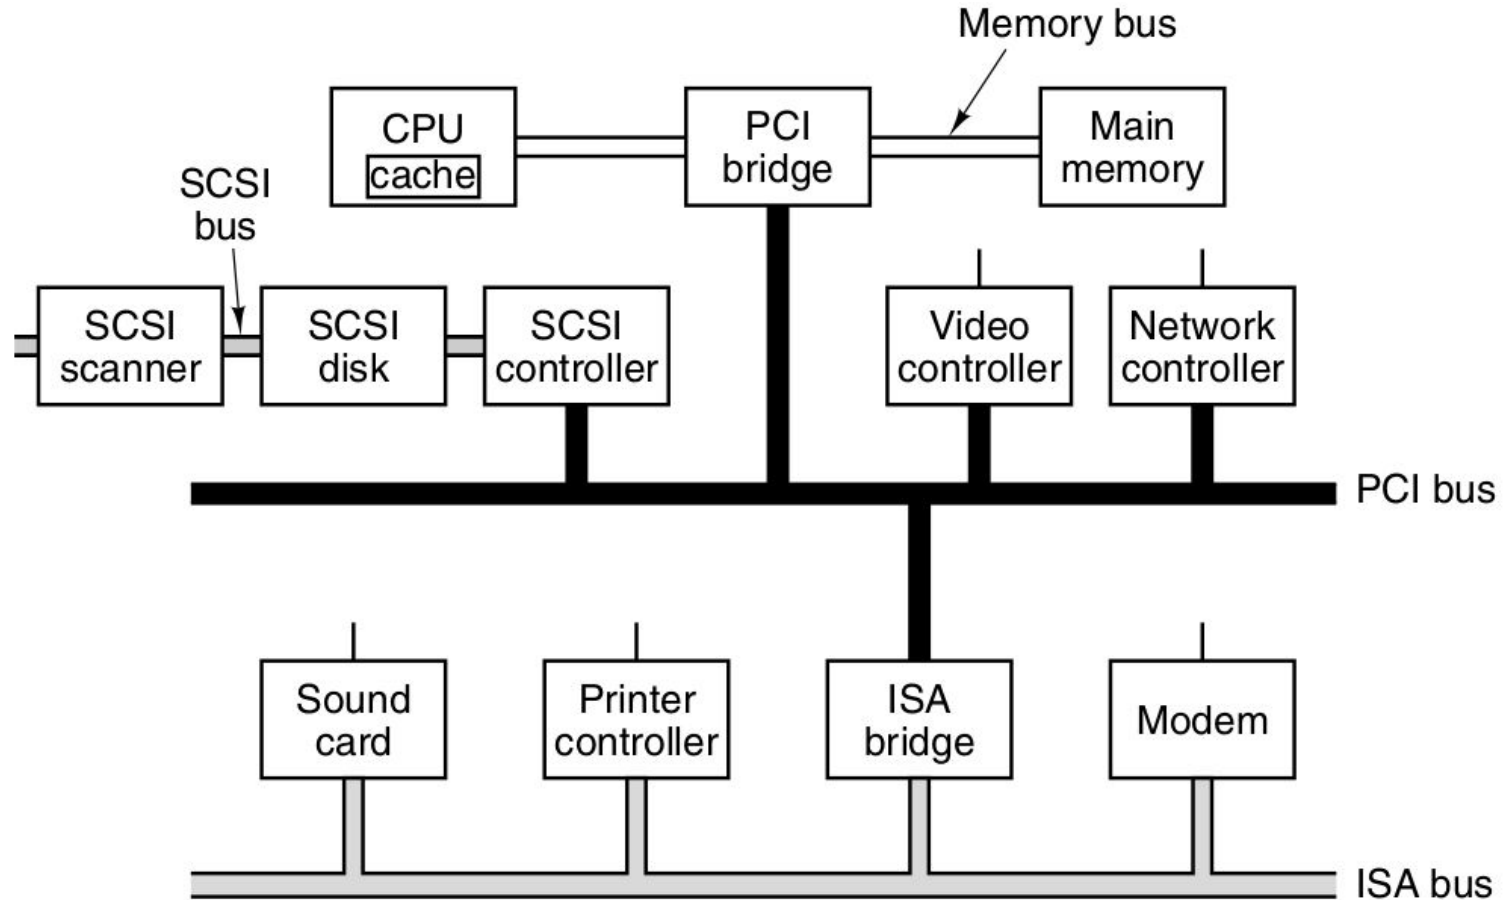 Memory bus
CPU
cache
PCI
bridge
Main
memory
SCSI
bus
SCSI
scanner
SCSI
disk
SCSI
controller
Video
controller
Network
controller
PCI bus
Sound
card
Printer
controller
ISA
bridge
Modem
ISA bus